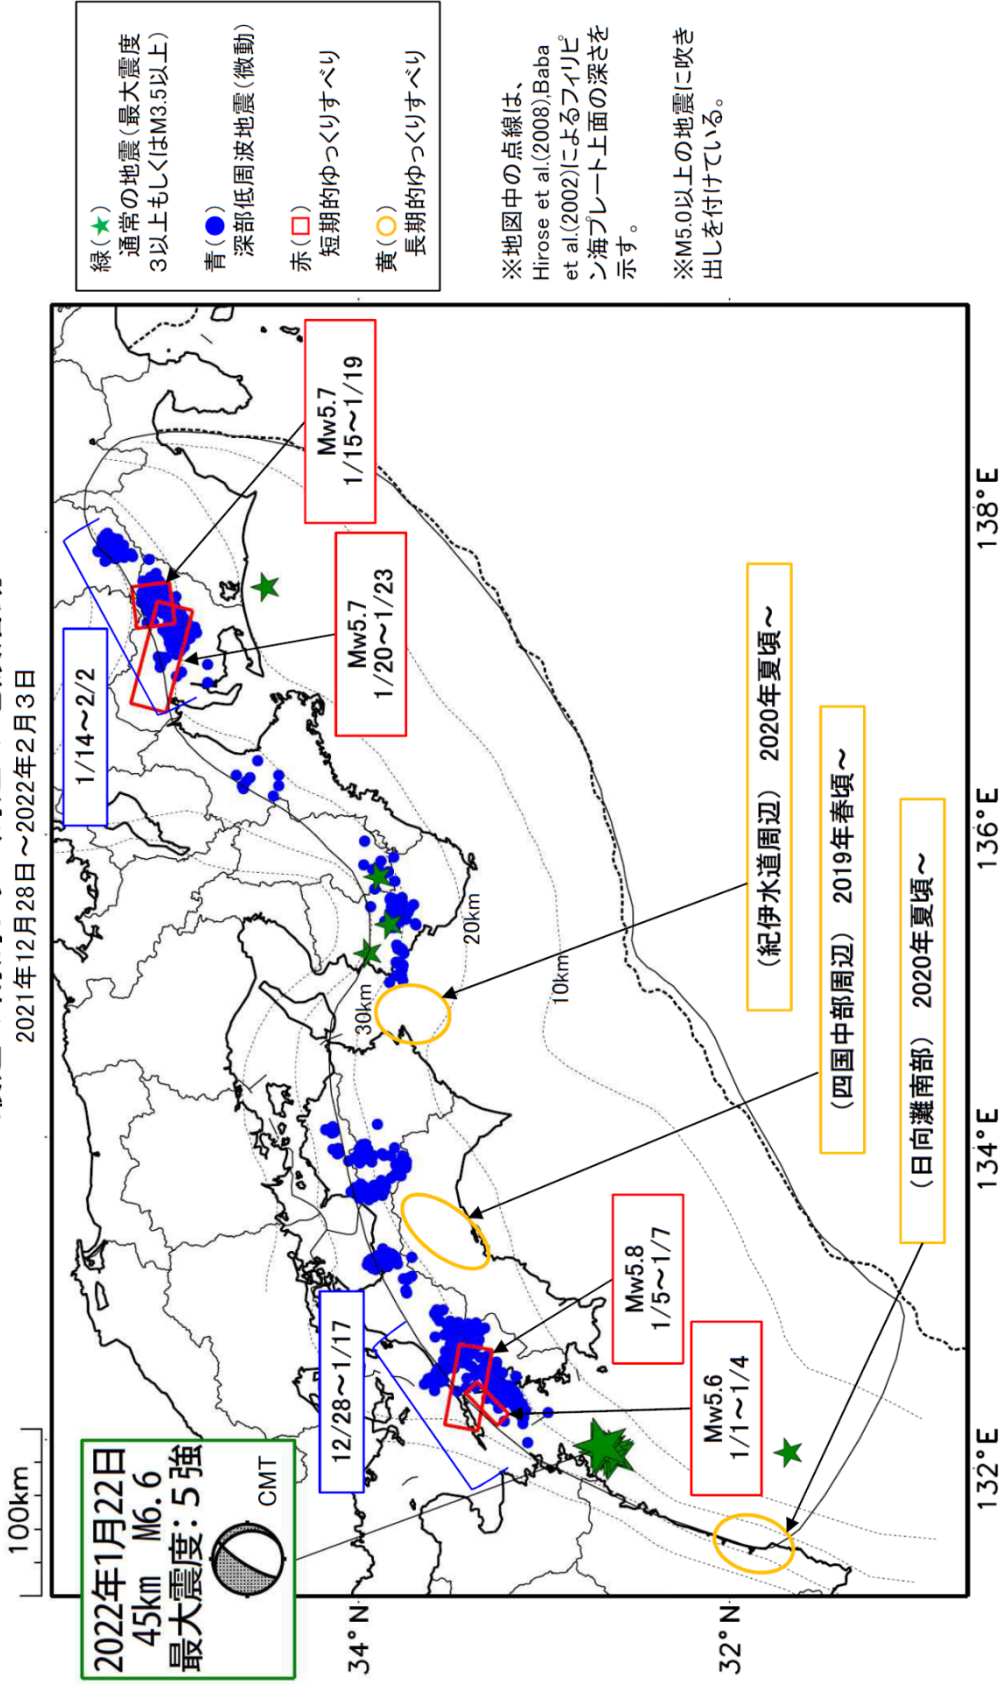 2021年12月28日～2022年2月3日
100km
2022年1月22日
45km M6.6
最大震度：5強
CMT
12/28～1/17
1/14～2/2
Mw5.7
1/15～1/19
Mw5.7
1/20～1/23
Mw5.8
1/5～1/7
Mw5.6
1/1～1/4
30km
20km
10km
(紀伊水道周辺) 2020年夏頃～
(四国中部周辺) 2019年春頃～
(日向灘南部) 2020年夏頃～
34°N
32°N
132°E
134°E
136°E
138°E
緑(★)
通常の地震(最大震度
3以上もしくはM3.5以上)
青(●)
深部低周波地震(微動)
赤(□)
短期的ゆっくりすべり
黄(○)
長期的ゆっくりすべり
※地図中の点線は、
Hirose et al.(2008),Baba
et al.(2002)によるフィリピ
ン海プレート上面の深さを
示す。
※M5.0以上の地震に吹き
出しを付けている。